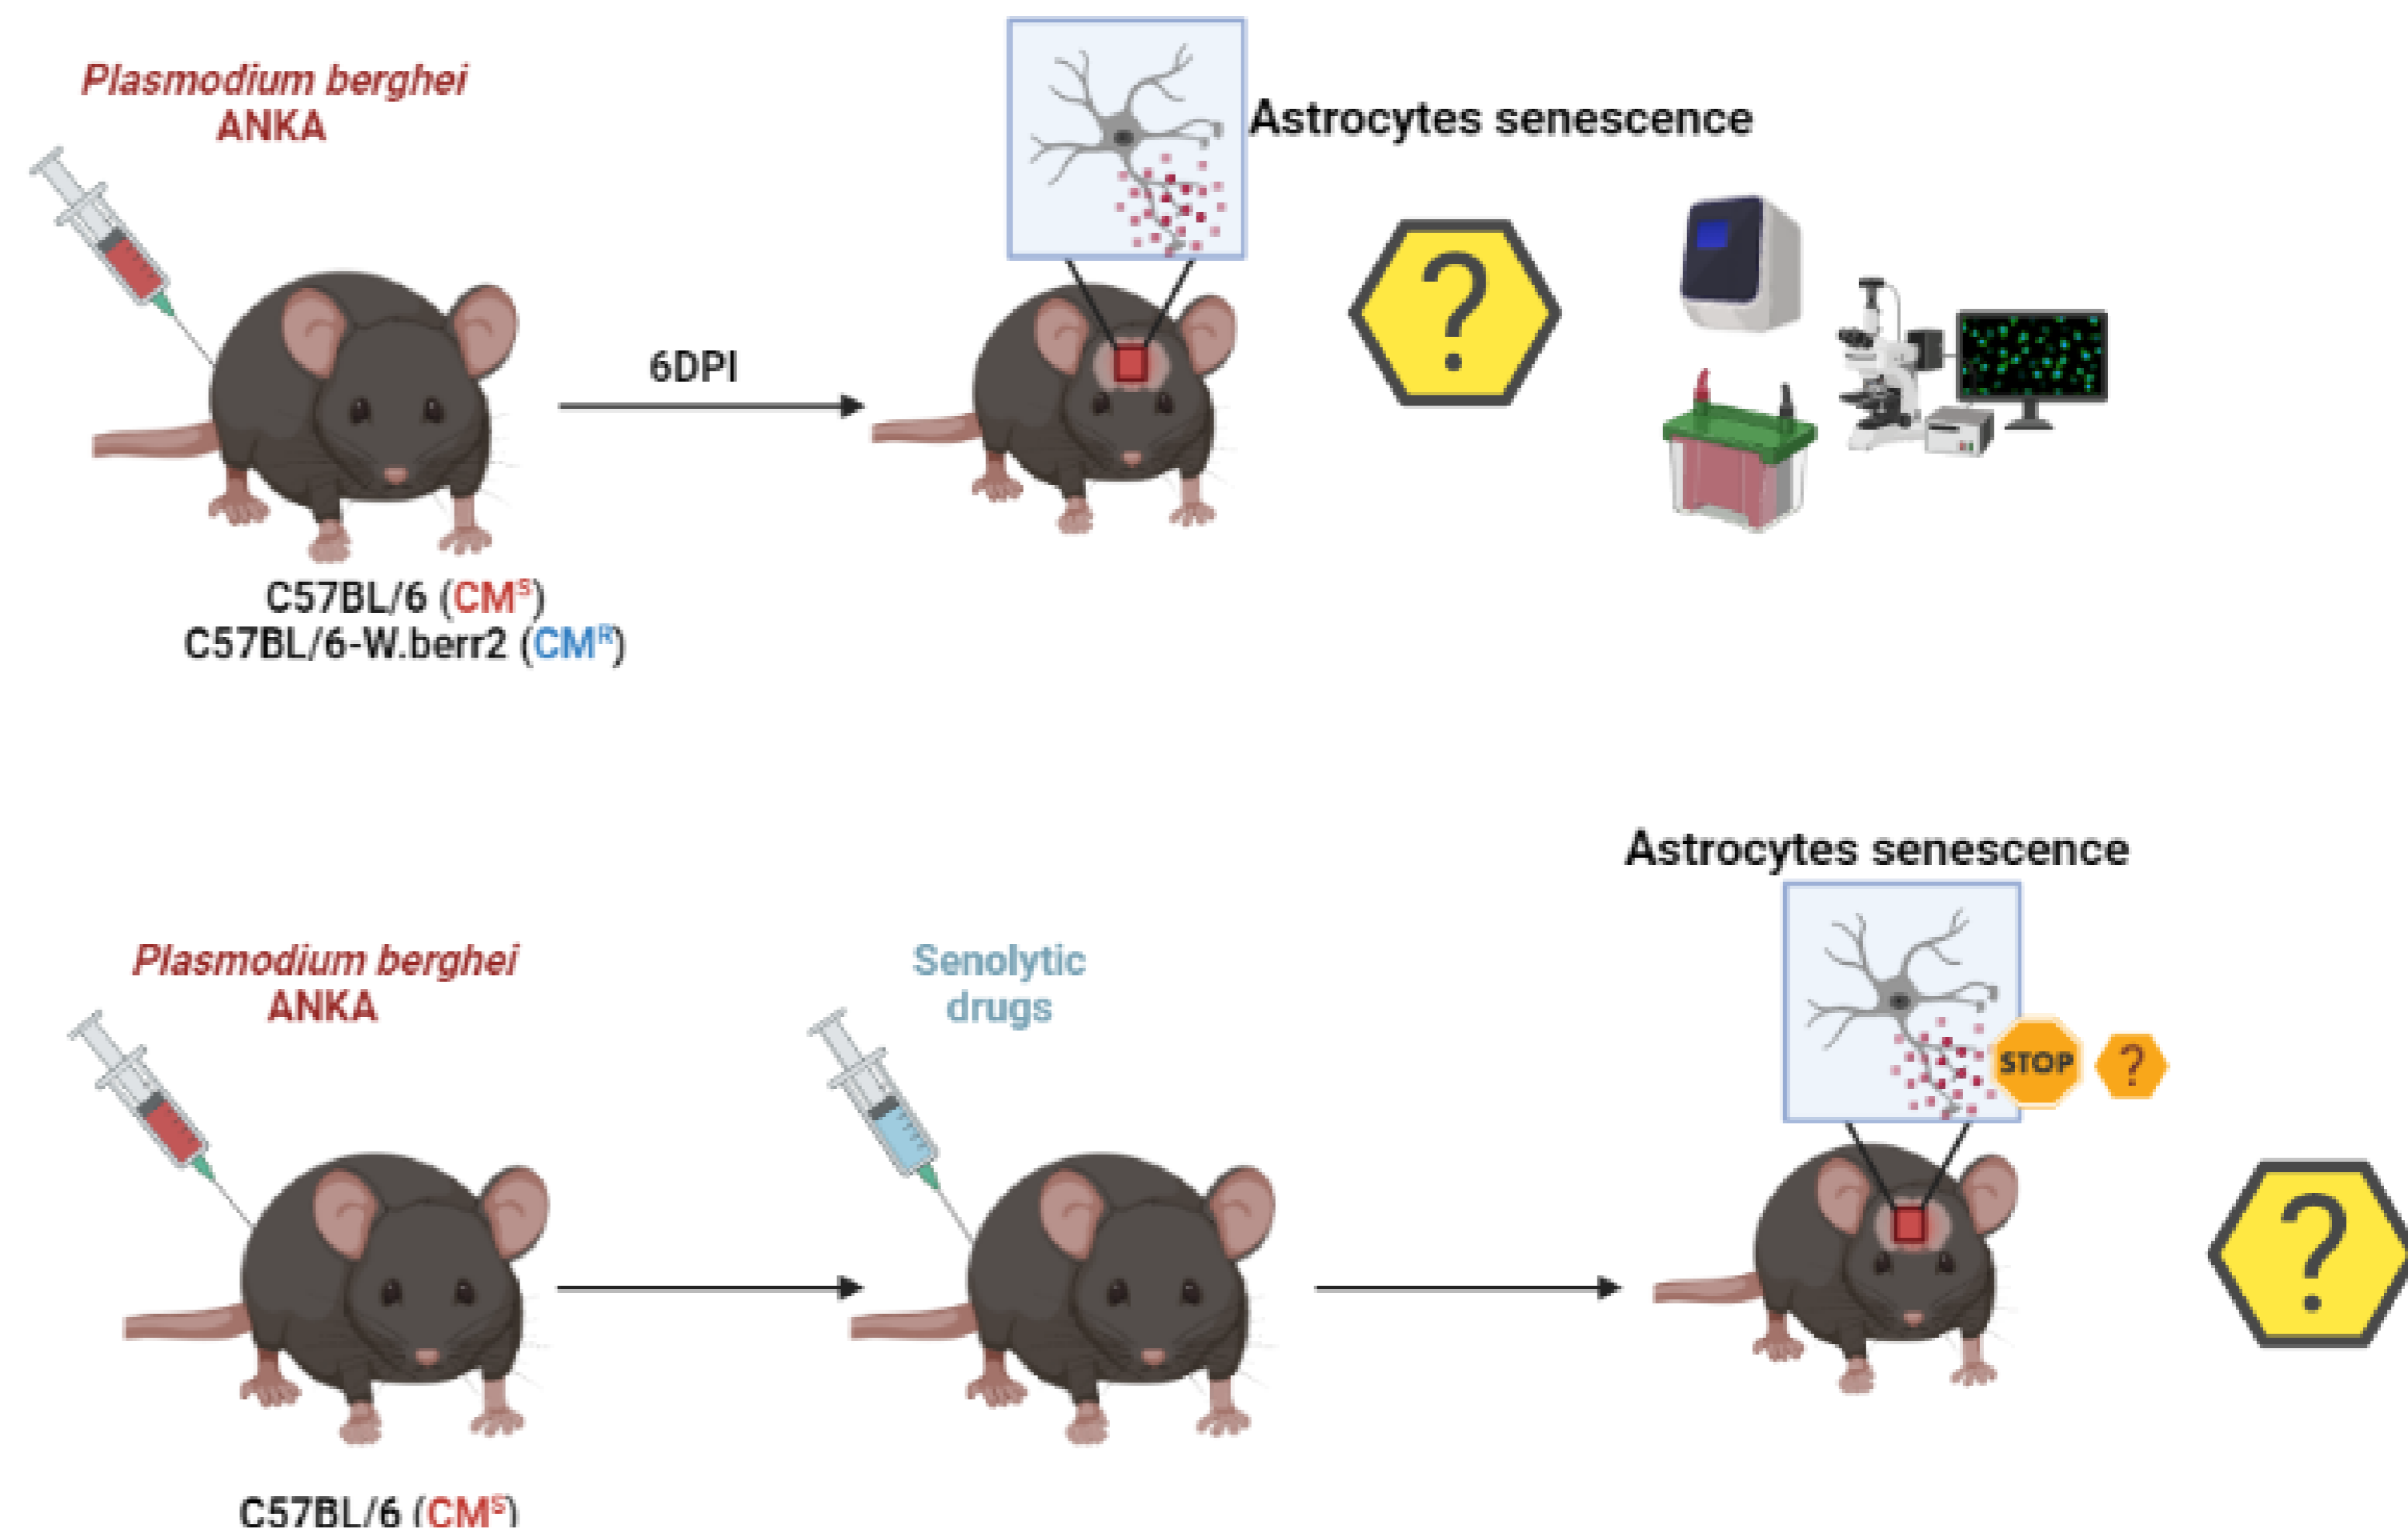 Plasmodium berghei
ANKA
Astrocytes senescence
?
6DPI
C57BL/6 (CMˢ)
C57BL/6-W.berr2 (CMᴿ)
Astrocytes senescence
Plasmodium berghei
ANKA
Senolytic
drugs
STOP
?
?
C57BL/6 (CMˢ)